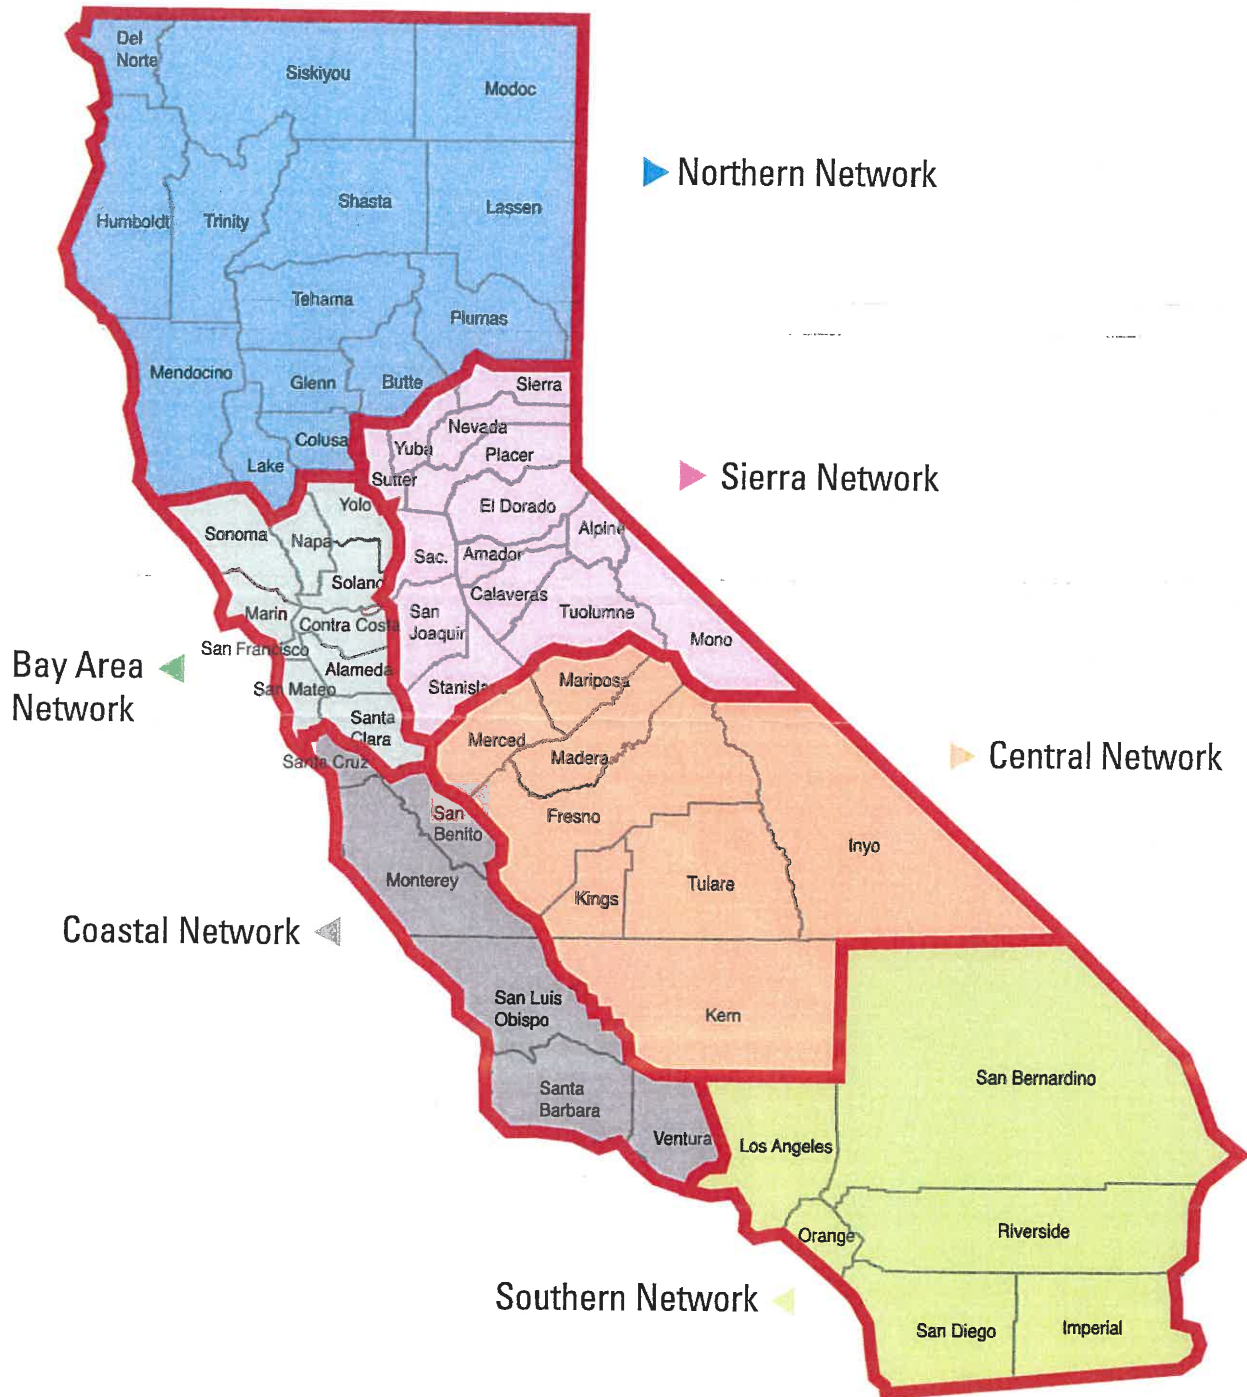 Del
Norte
Siskiyou
Modoc
Northern Network
Shasta
Lassen
Humboldt
Trinity
Tehama
Plumas
Mendocino
Glenn
Butte
Sierra
Nevada
Colusa
Yuba
Placer
Lake
Sutter
Sierra Network
Yolo
El Dorado
Sonoma
Napa
Alpine
Sac.
Amador
Solano
Calaveras
Marin
San
Joaquin
Tuolumne
Contra Costa
Mono
San Francisco
Bay Area
Network
Alameda
Stanisla
Mariposa
San Mateo
Santa
Clara
Merced
Madera
Central Network
Santa Cruz
San
Benito
Fresno
Inyo
Monterey
Kings
Tulare
Coastal Network
San Luis
Obispo
Kern
San Bernardino
Santa
Barbara
Ventura
Los Angeles
Orange
Riverside
Southern Network
San Diego
Imperial